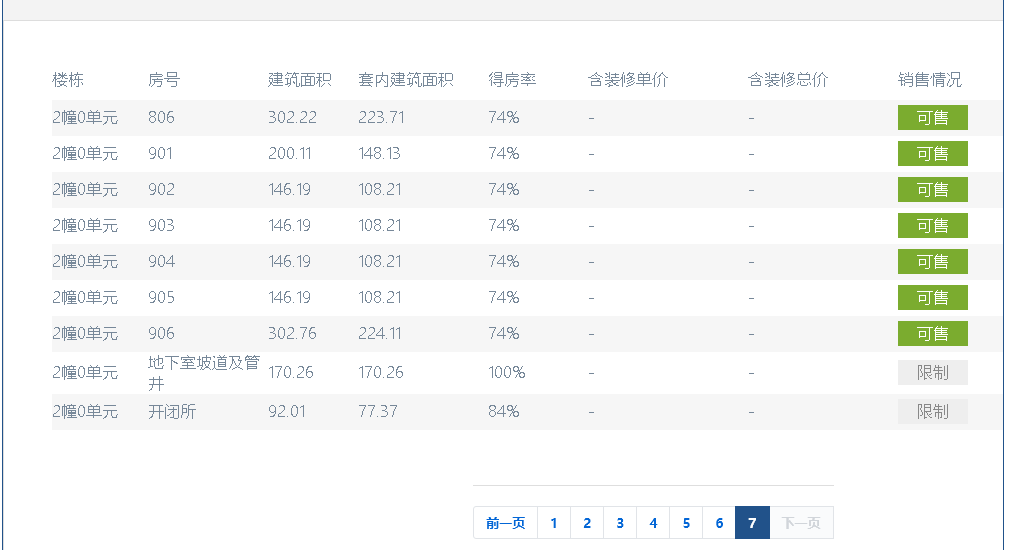 楼栋 房号 建筑面积 套内建筑面积 得房率 含装修单价 含装修总价 销售情况
2幢0单元 806 302.22 223.71 74% - - 可售
2幢0单元 901 200.11 148.13 74% - - 可售
2幢0单元 902 146.19 108.21 74% - - 可售
2幢0单元 903 146.19 108.21 74% - - 可售
2幢0单元 904 146.19 108.21 74% - - 可售
2幢0单元 905 146.19 108.21 74% - - 可售
2幢0单元 906 302.76 224.11 74% - - 可售
2幢0单元 地下室坡道及管井 170.26 170.26 100% - - 限制
2幢0单元 开闭所 92.01 77.37 84% - - 限制
前一页 1 2 3 4 5 6 7 下一页